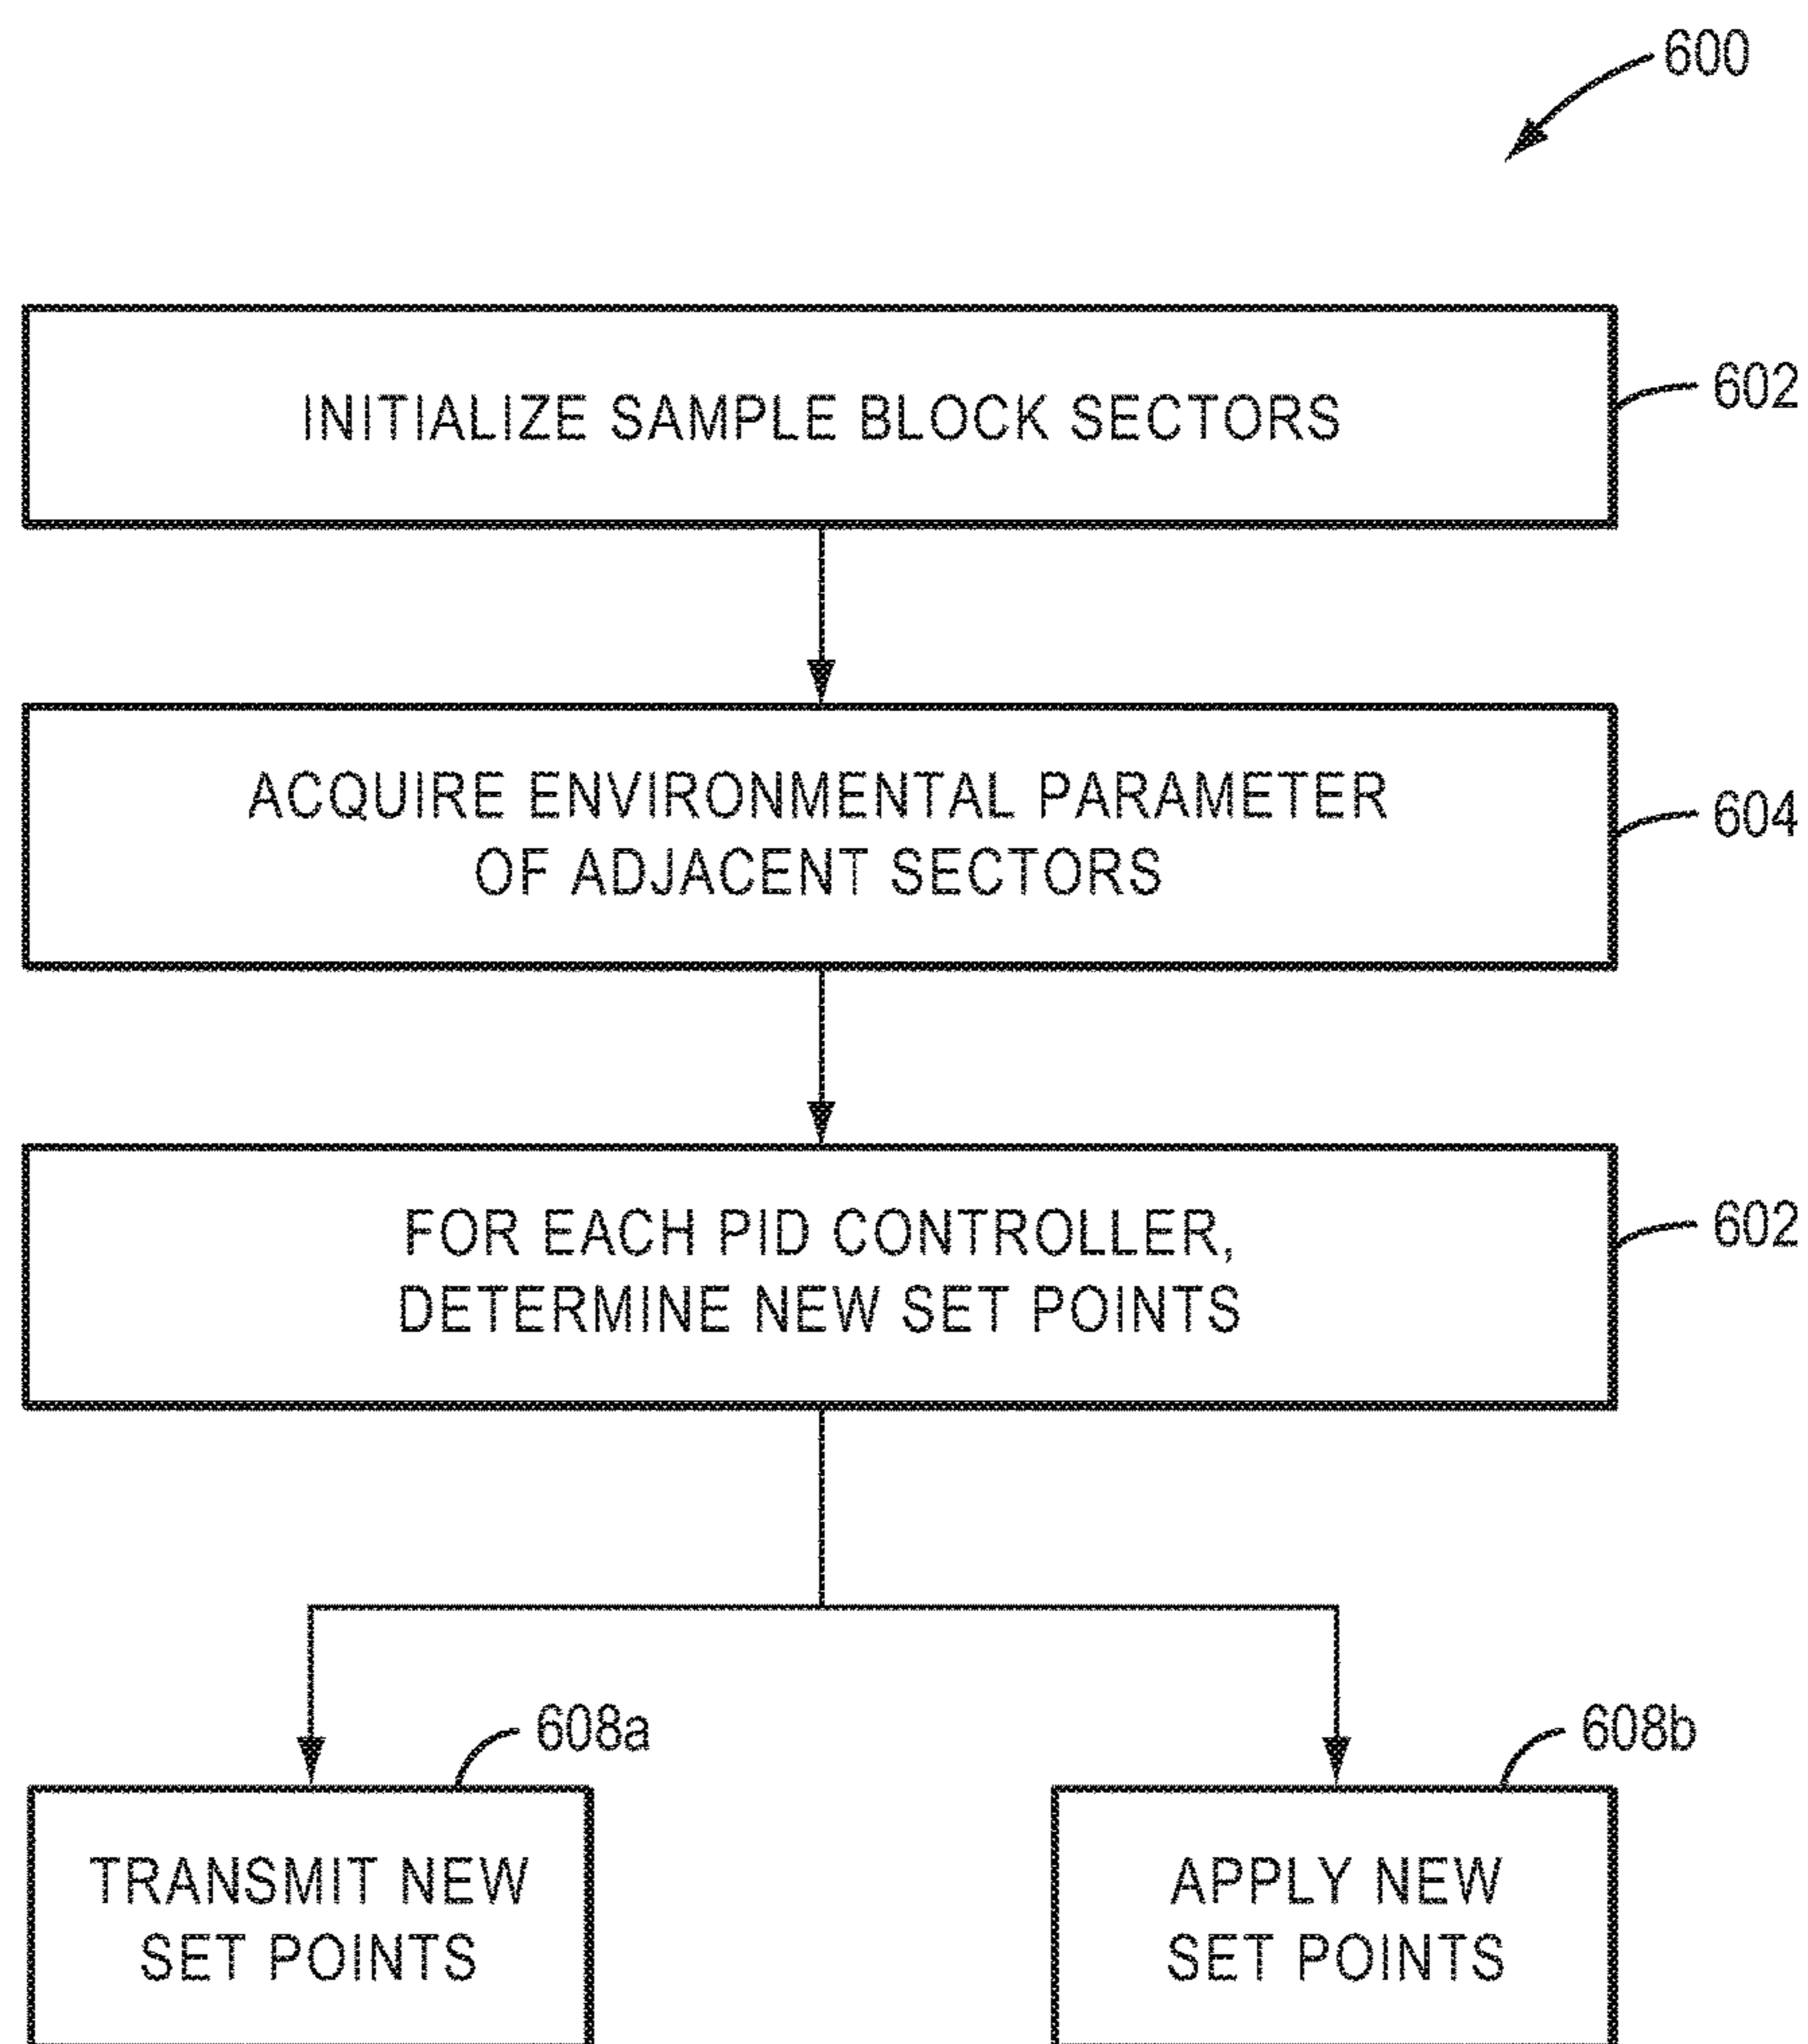 600
INITIALIZE SAMPLE BLOCK SECTORS
602
ACQUIRE ENVIRONMENTAL PARAMETER
OF ADJACENT SECTORS
604
FOR EACH PID CONTROLLER,
DETERMINE NEW SET POINTS
602
608a
608b
TRANSMIT NEW
SET POINTS
APPLY NEW
SET POINTS